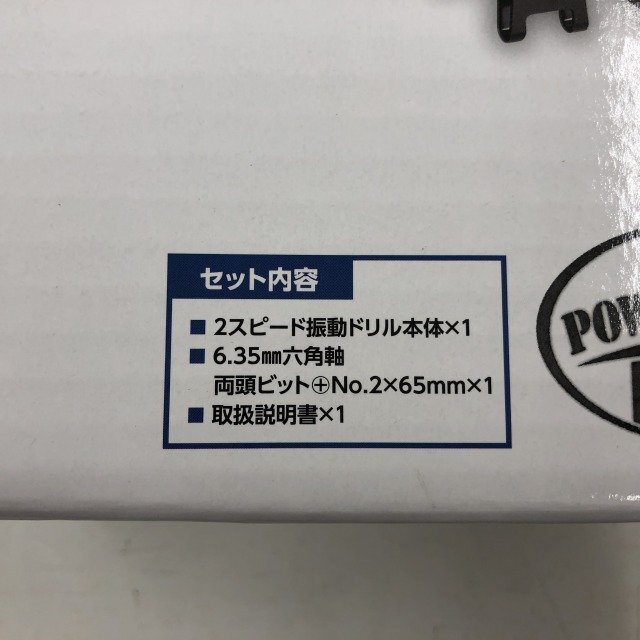 セット内容
■ 2スピード振動ドリル本体×1
■ 6.35㎜六角軸
両頭ビット⊕No.2×65mm×1
■ 取扱説明書×1